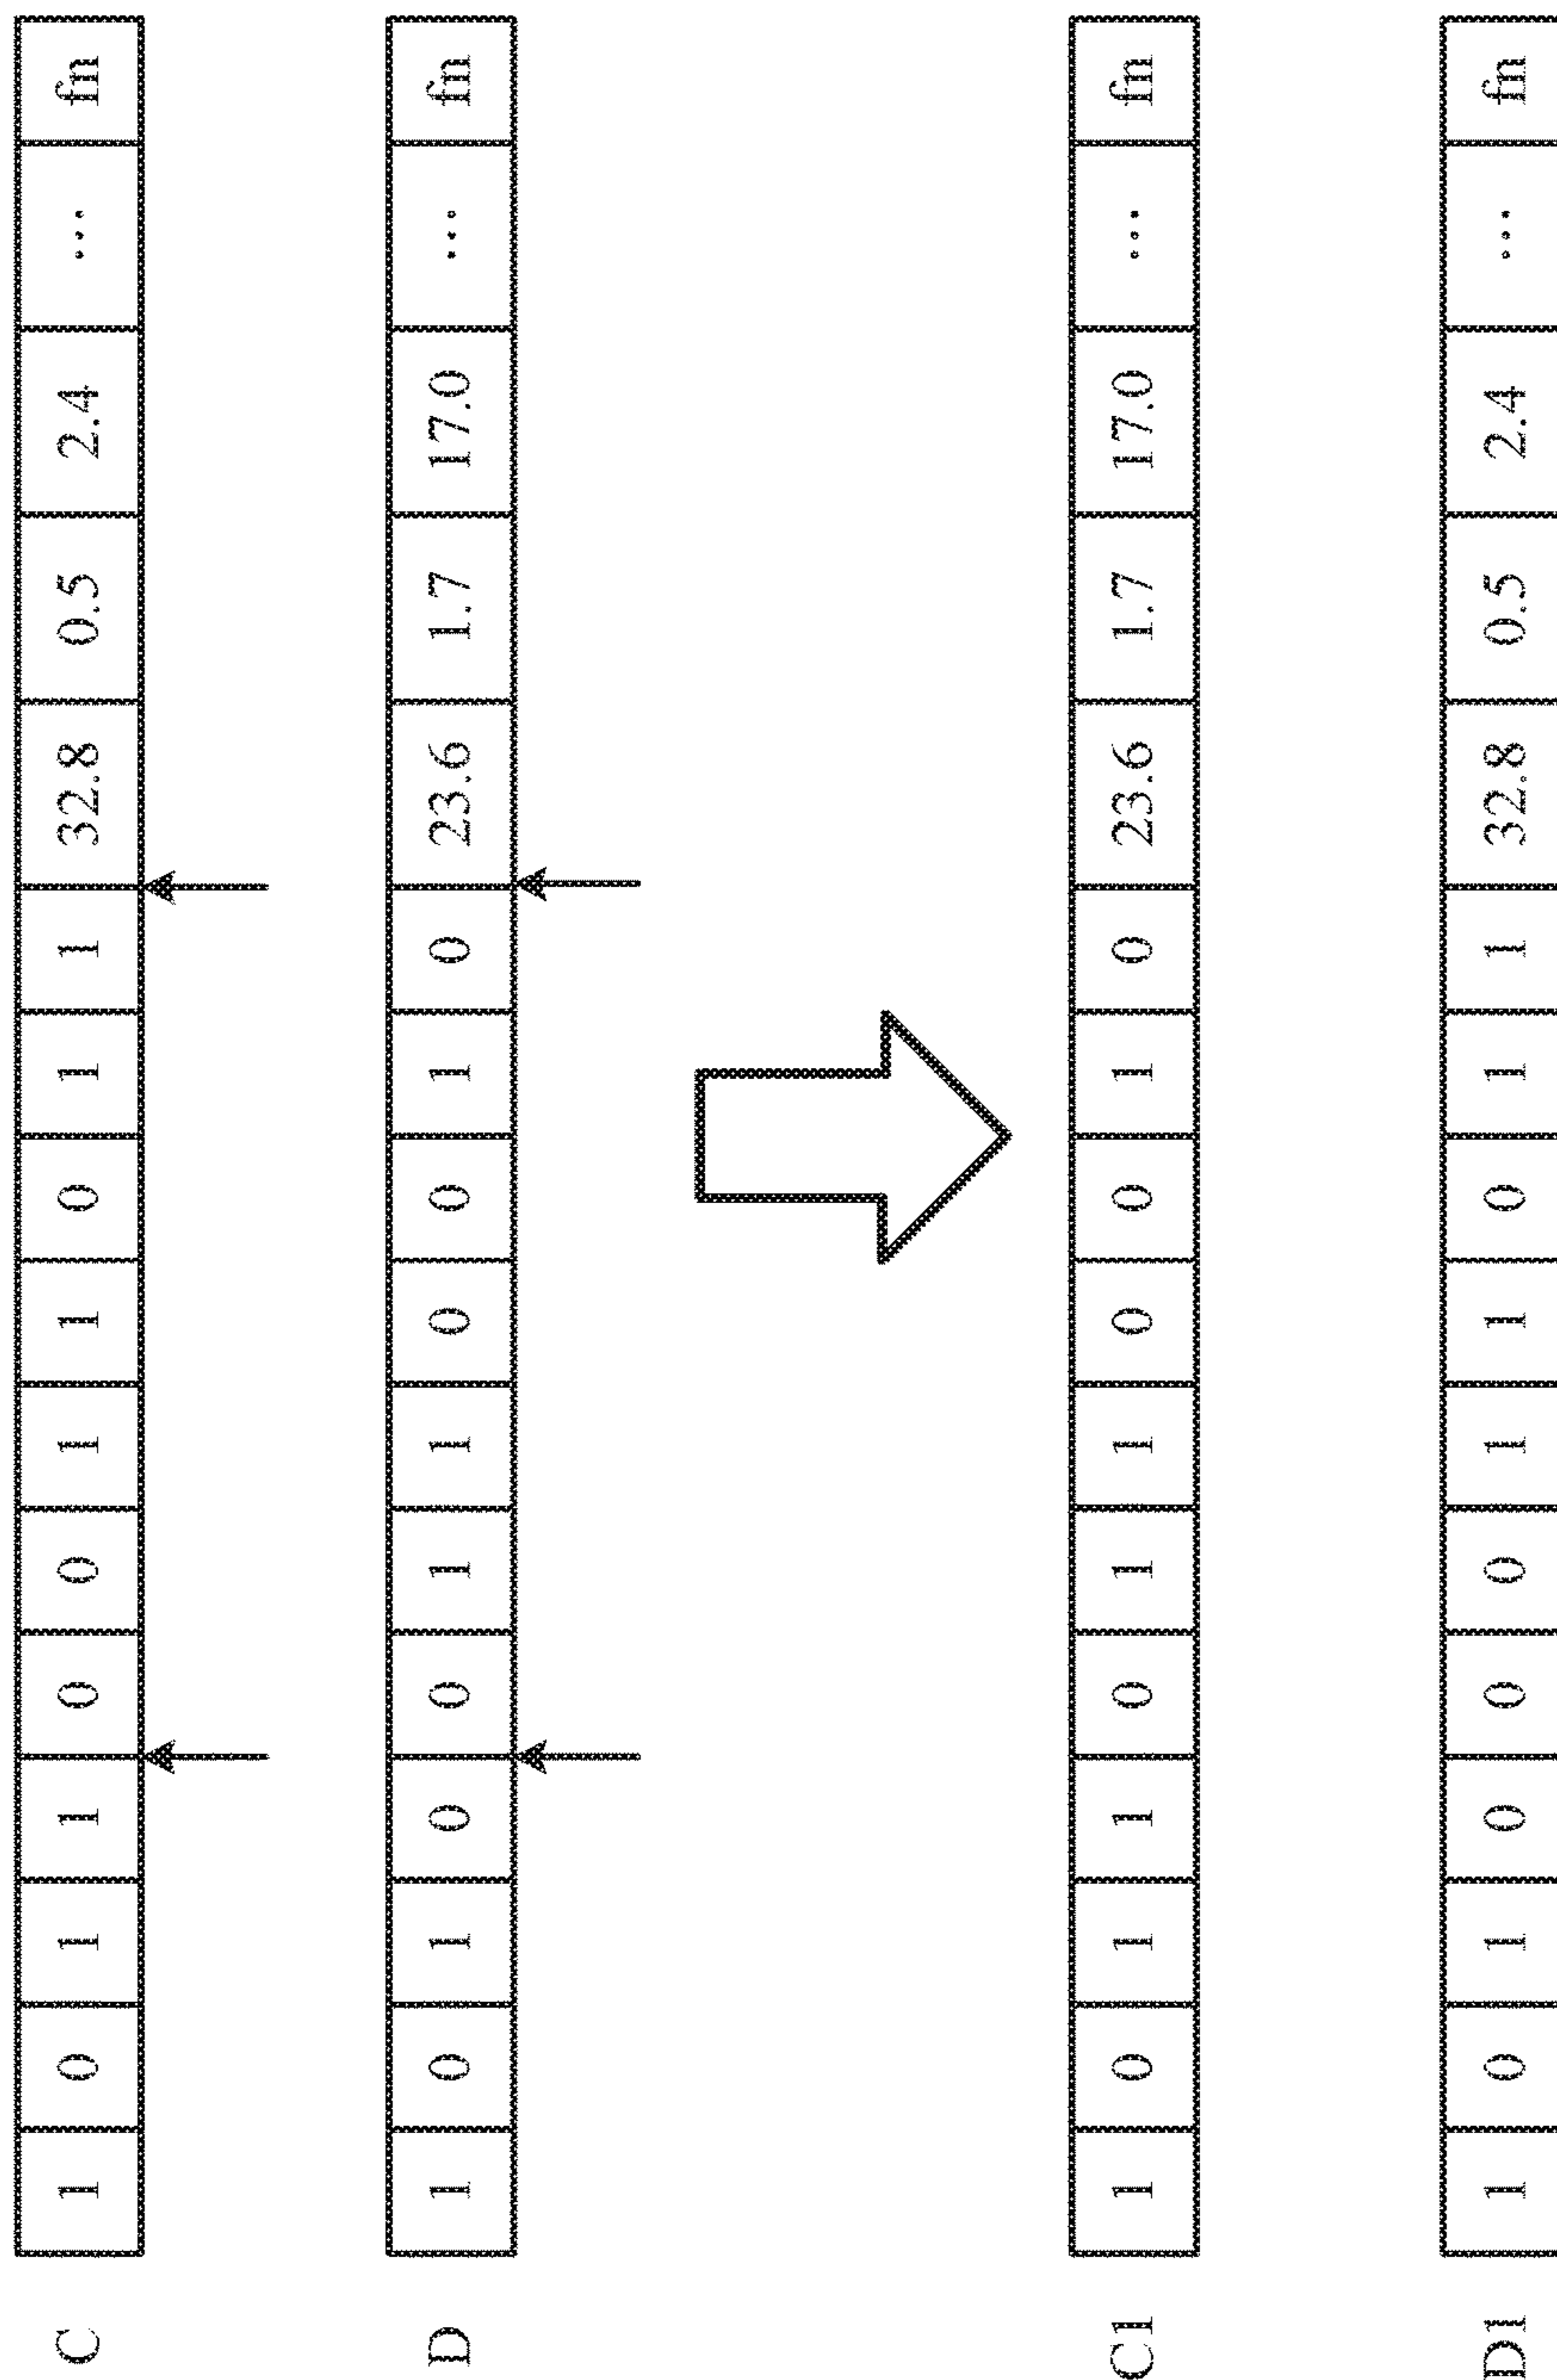 C 1 0 1 1 0 0 1 1 0 1 1 32.8 0.5 2.4 ... fn
D 1 0 1 0 0 1 1 0 0 1 0 23.6 1.7 17.0 ... fn
C1 1 0 1 1 0 1 1 0 0 1 0 23.6 1.7 17.0 ... fn
D1 1 0 1 0 0 0 1 1 0 1 1 32.8 0.5 2.4 ... fn